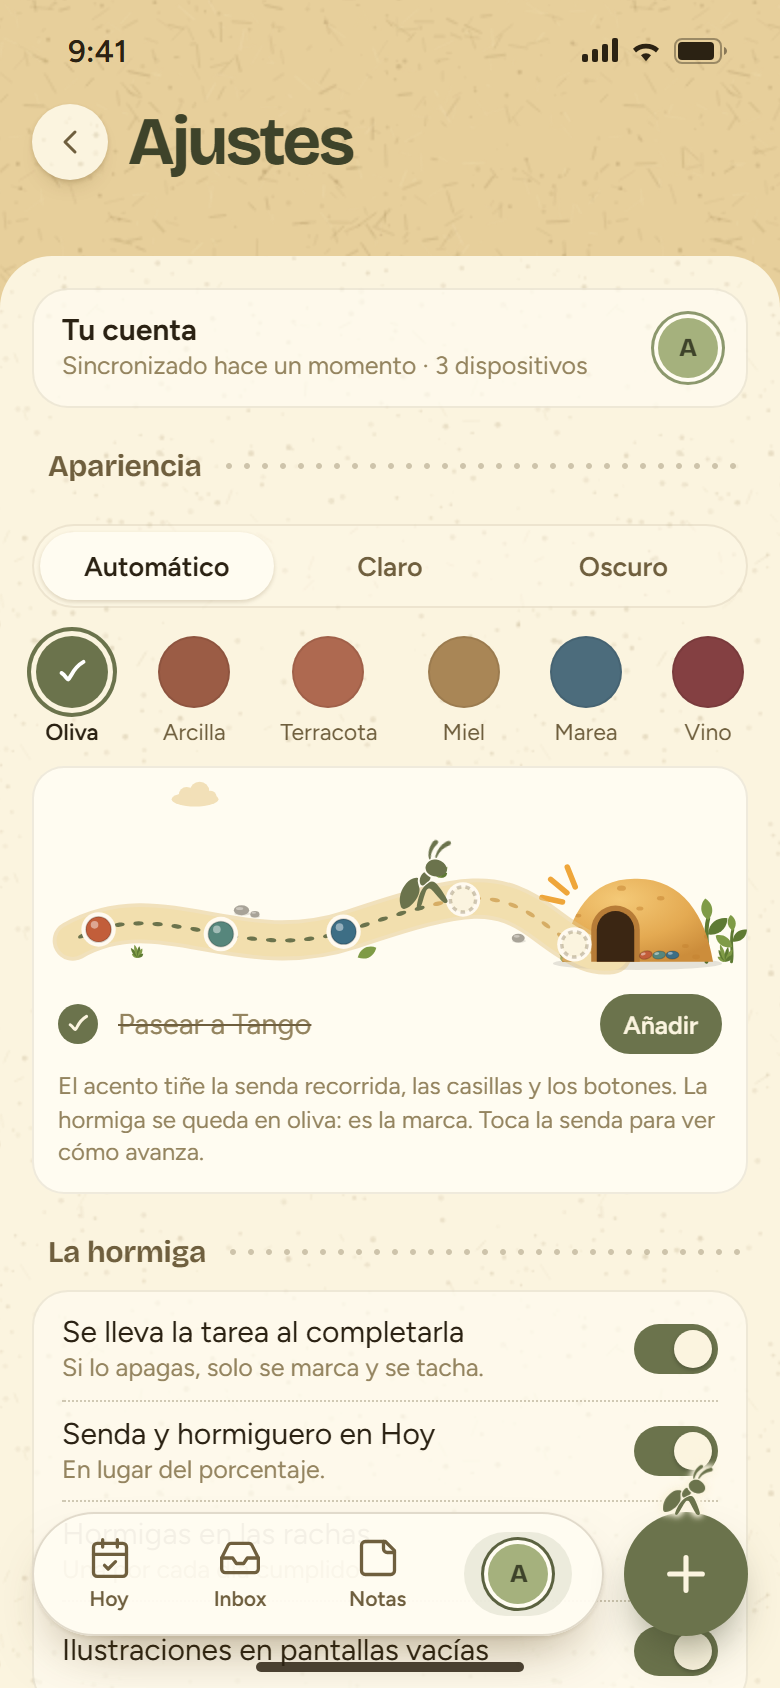 9:41
Ajustes
Tu cuenta
Sincronizado hace un momento · 3 dispositivos
A
Apariencia
Automático
Claro
Oscuro
Oliva
Arcilla
Terracota
Miel
Marea
Vino
Pasear a Tango
Añadir
El acento tiñe la senda recorrida, las casillas y los botones. La
hormiga se queda en oliva: es la marca. Toca la senda para ver
cómo avanza.
La hormiga
Se lleva la tarea al completarla
Si lo apagas, solo se marca y se tacha.
Senda y hormiguero en Hoy
En lugar del porcentaje.
Hormigas en las rachas
cada cumplido
Hoy
Inbox
Notas
A
Ilustraciones en pantallas vacías